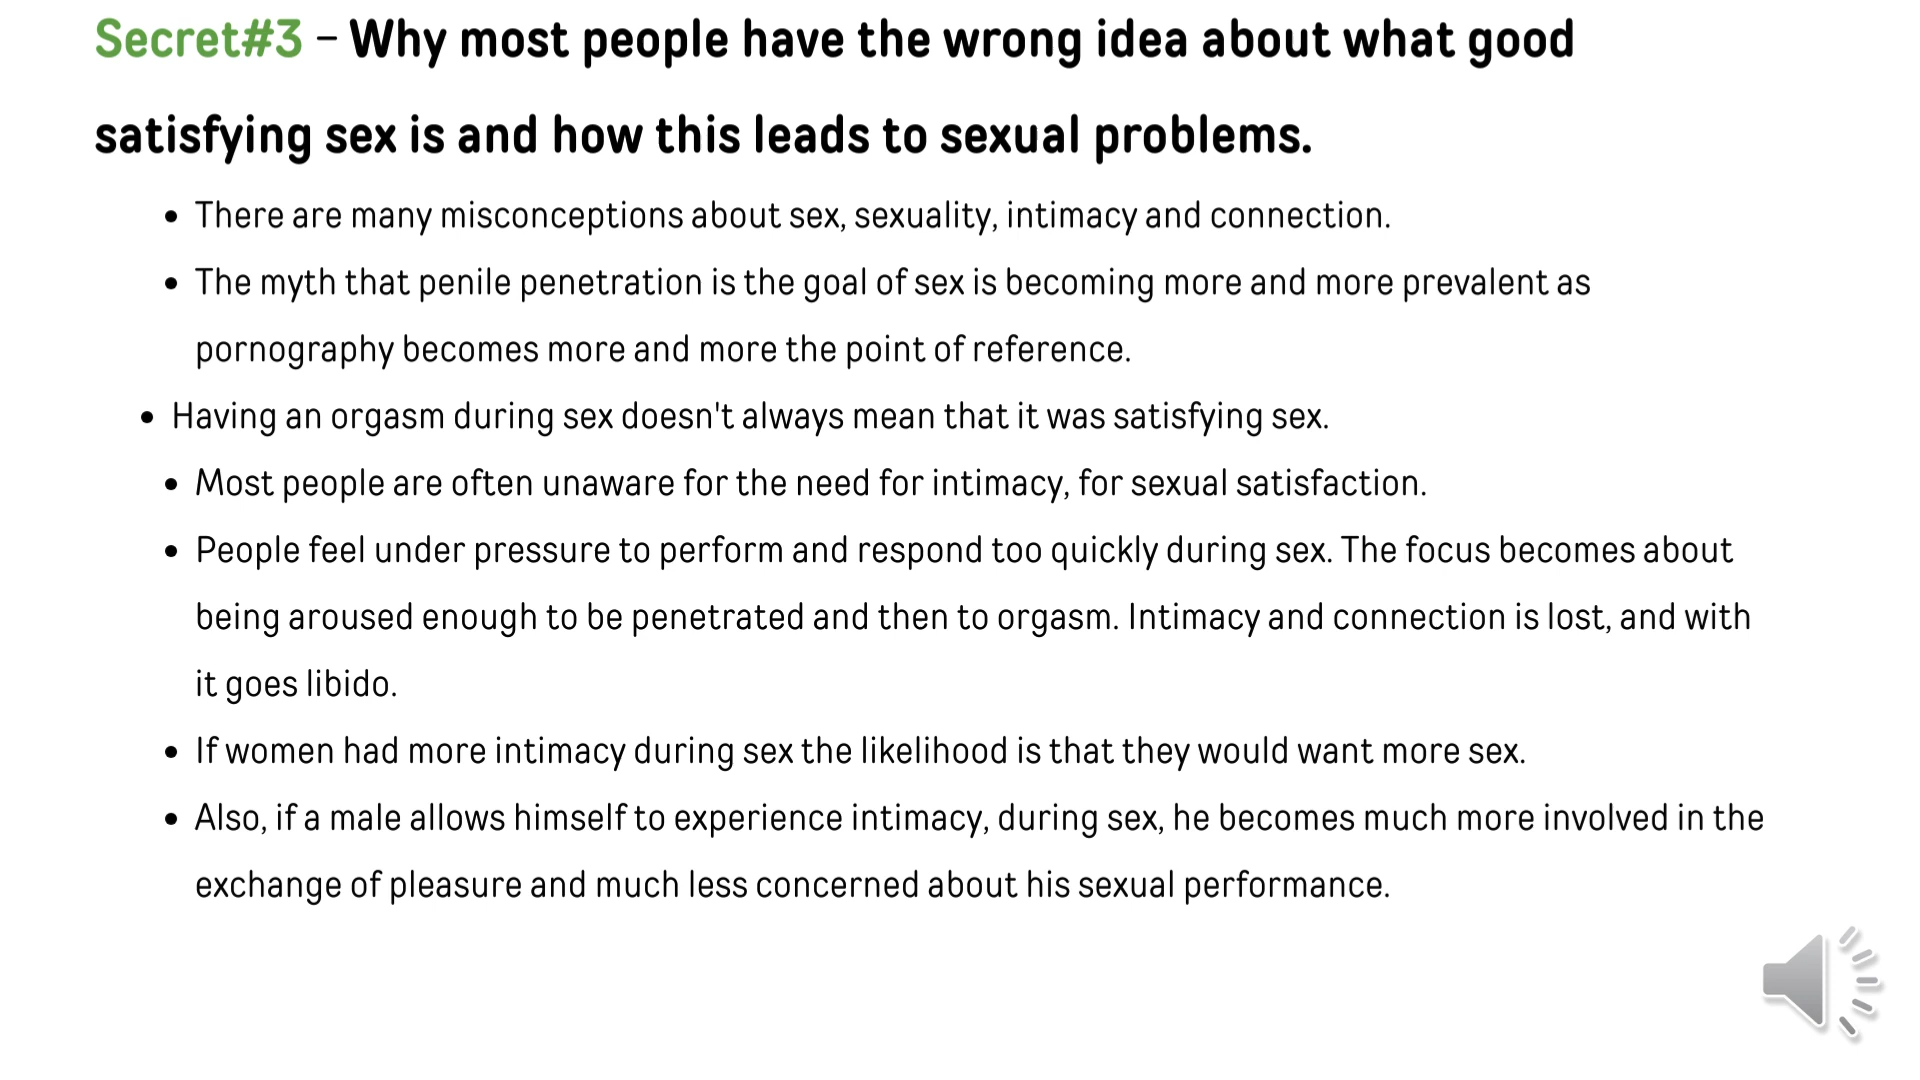 Secret#3 – Why most people have the wrong idea about what good
satisfying sex is and how this leads to sexual problems.
• There are many misconceptions about sex, sexuality, intimacy and connection.
• The myth that penile penetration is the goal of sex is becoming more and more prevalent as
pornography becomes more and more the point of reference.
• Having an orgasm during sex doesn't always mean that it was satisfying sex.
• Most people are often unaware for the need for intimacy, for sexual satisfaction.
• People feel under pressure to perform and respond too quickly during sex. The focus becomes about
being aroused enough to be penetrated and then to orgasm. Intimacy and connection is lost, and with
it goes libido.
• If women had more intimacy during sex the likelihood is that they would want more sex.
• Also, if a male allows himself to experience intimacy, during sex, he becomes much more involved in the
exchange of pleasure and much less concerned about his sexual performance.